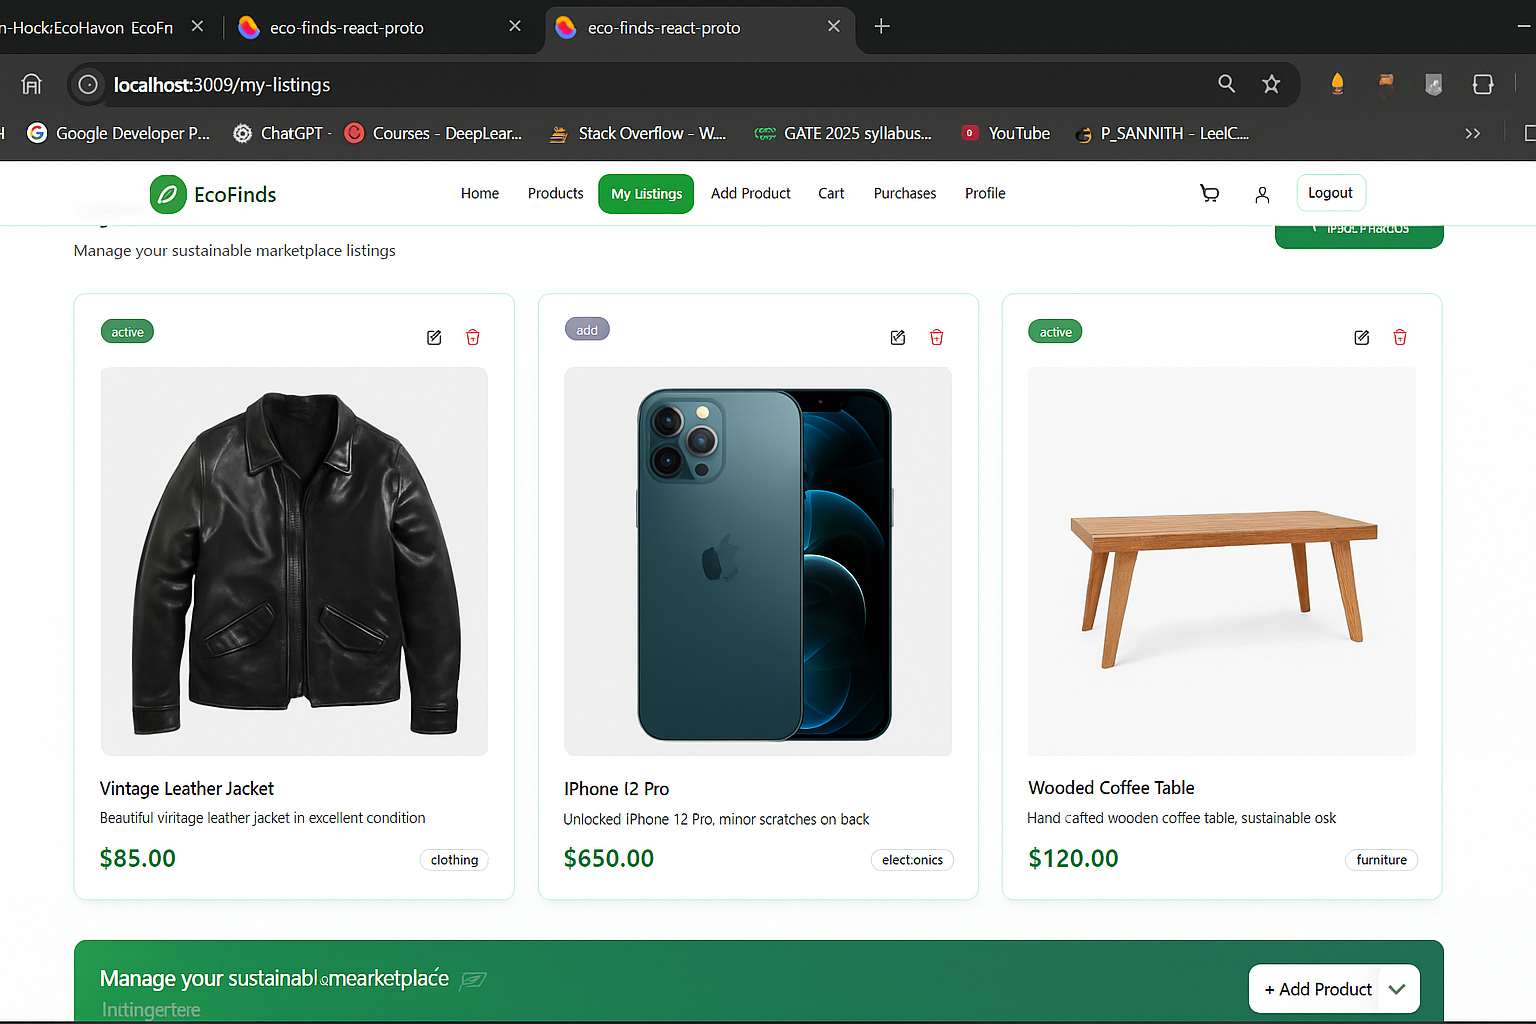 n-Hock:EcoHavon EcoFn
eco-finds-react-proto
eco-finds-react-proto
localhost:3009/my-listings
Google Developer P...
ChatGPT -
Courses - DeepLear...
Stack Overflow - W....
GATE 2025 syllabus...
YouTube
P_SANNITH - LeelC....
EcoFinds
Home
Products
My Listings
Add Product
Cart
Purchases
Profile
Logout
Manage your sustainable marketplace listings
active
add
active
Vintage Leather Jacket
Beautiful viritage leather jacket in excellent condition
$85.00
clothing
IPhone l2 Pro
Unlocked iPhone 12 Pro, minor scratches on back
$650.00
elect:onics
Wooded Coffee Table
Hand cafted wooden coffee table, sustainable osk
$120.00
furniture
Manage your
+ Add Product